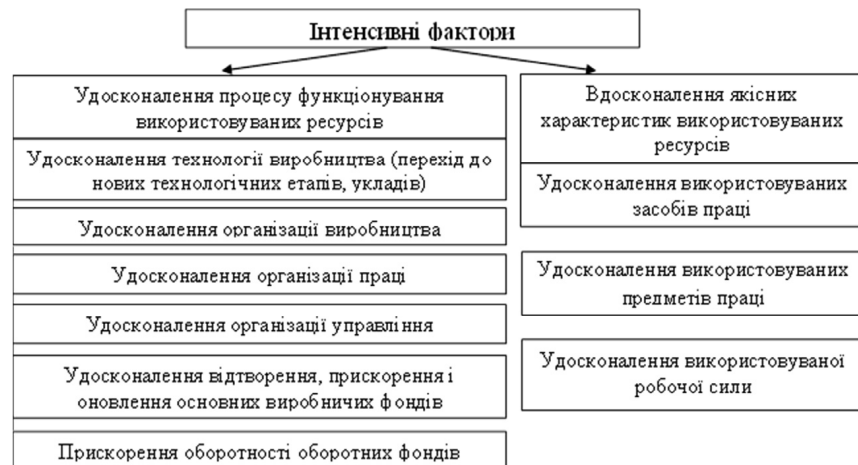 Інтенсивні фактори
Удосконалення процесу функціонування
використовуваних ресурсів
Удосконалення технології виробництва (перехід до
нових технологічних етапів, укладів)
Удосконалення організації виробництва
Удосконалення організації праці
Удосконалення організації управління
Удосконалення відтворення, прискорення і
оновлення основних виробничих фондів
Прискорення оборотності оборотних фондів
Вдосконалення якісних
характеристик використовуваних
ресурсів
Удосконалення використовуваних
засобів праці
Удосконалення використовуваних
предметів праці
Удосконалення використовуваної
робочої сили